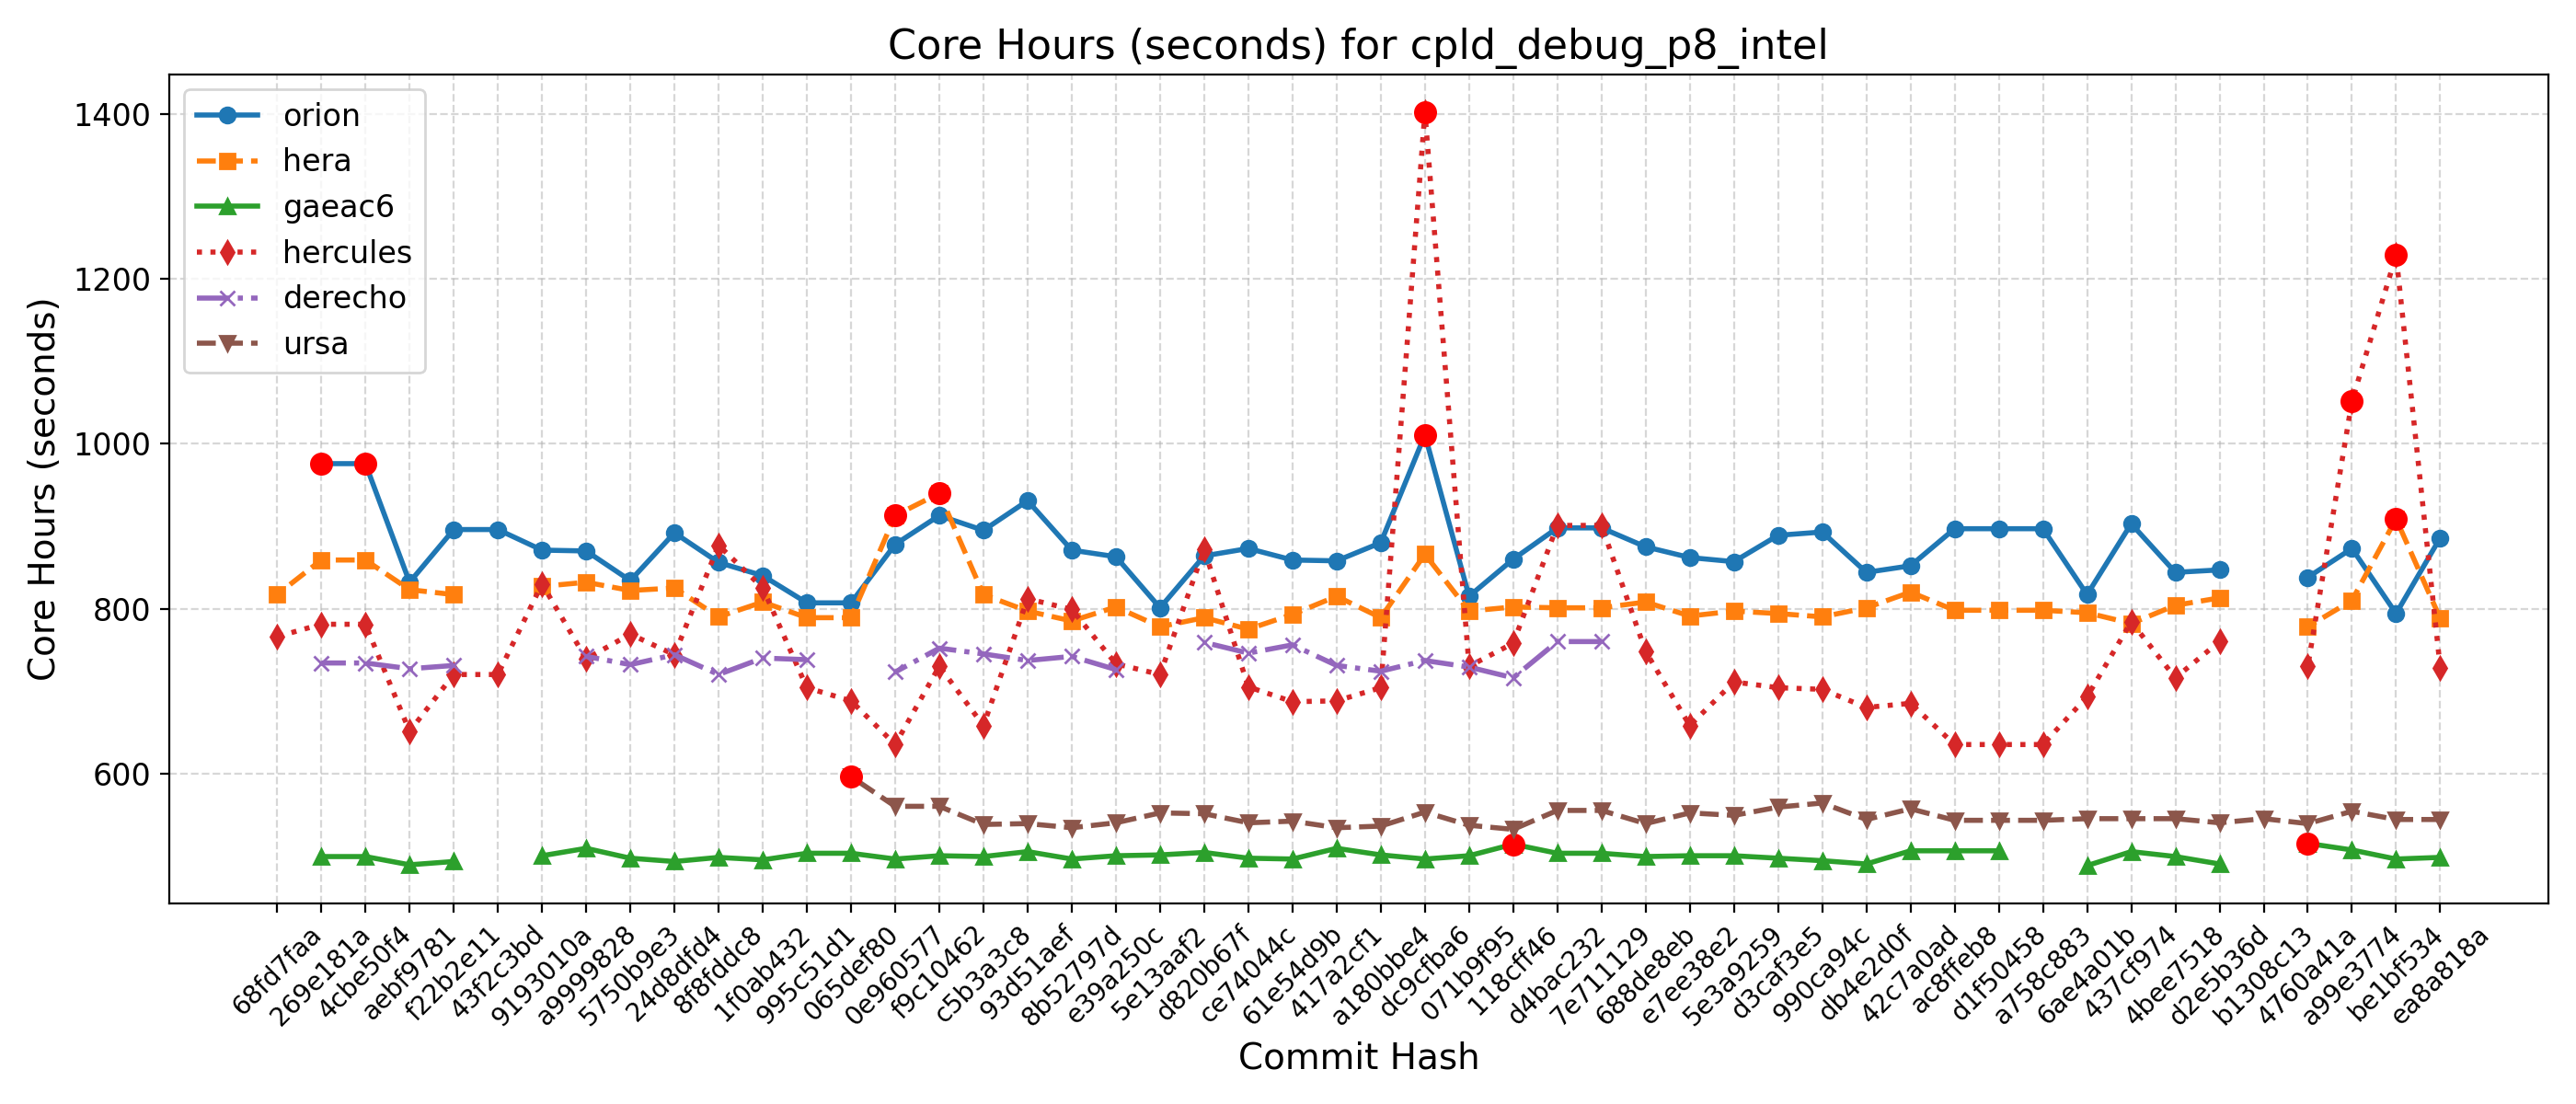 Core Hours (seconds) for cpld_debug_p8_intel
orion
hera
gaeac6
hercules
derecho
ursa
Core Hours (seconds)
1400
1200
1000
800
600
68fd7faa
269e181a
4cbe50f4
aebf9781
f22b2e11
43f2c3bd
9193010a
a9999828
5750b9e3
24d8dfd4
8f8fddc8
1f0ab432
995c51d1
065def80
0e960577
f9c10462
c5b3a3c8
93d51aef
8b52797d
e39a250c
5e13aaf2
d820b67f
ce74044c
61e54d9b
417a2cf1
a180bbe4
dc9cfba6
071b9f95
118cff46
d4bac232
7e711129
688de8eb
e7ee38e2
5e3a9259
d3caf3e5
990ca94c
db4e2d0f
42c7a0ad
ac8ffeb8
d1f50458
a758c883
6ae4a01b
437cf974
4bee7518
d2e5b36d
b1308c13
4760a41a
a99e3774
be1bf534
ea8a818a
Commit Hash